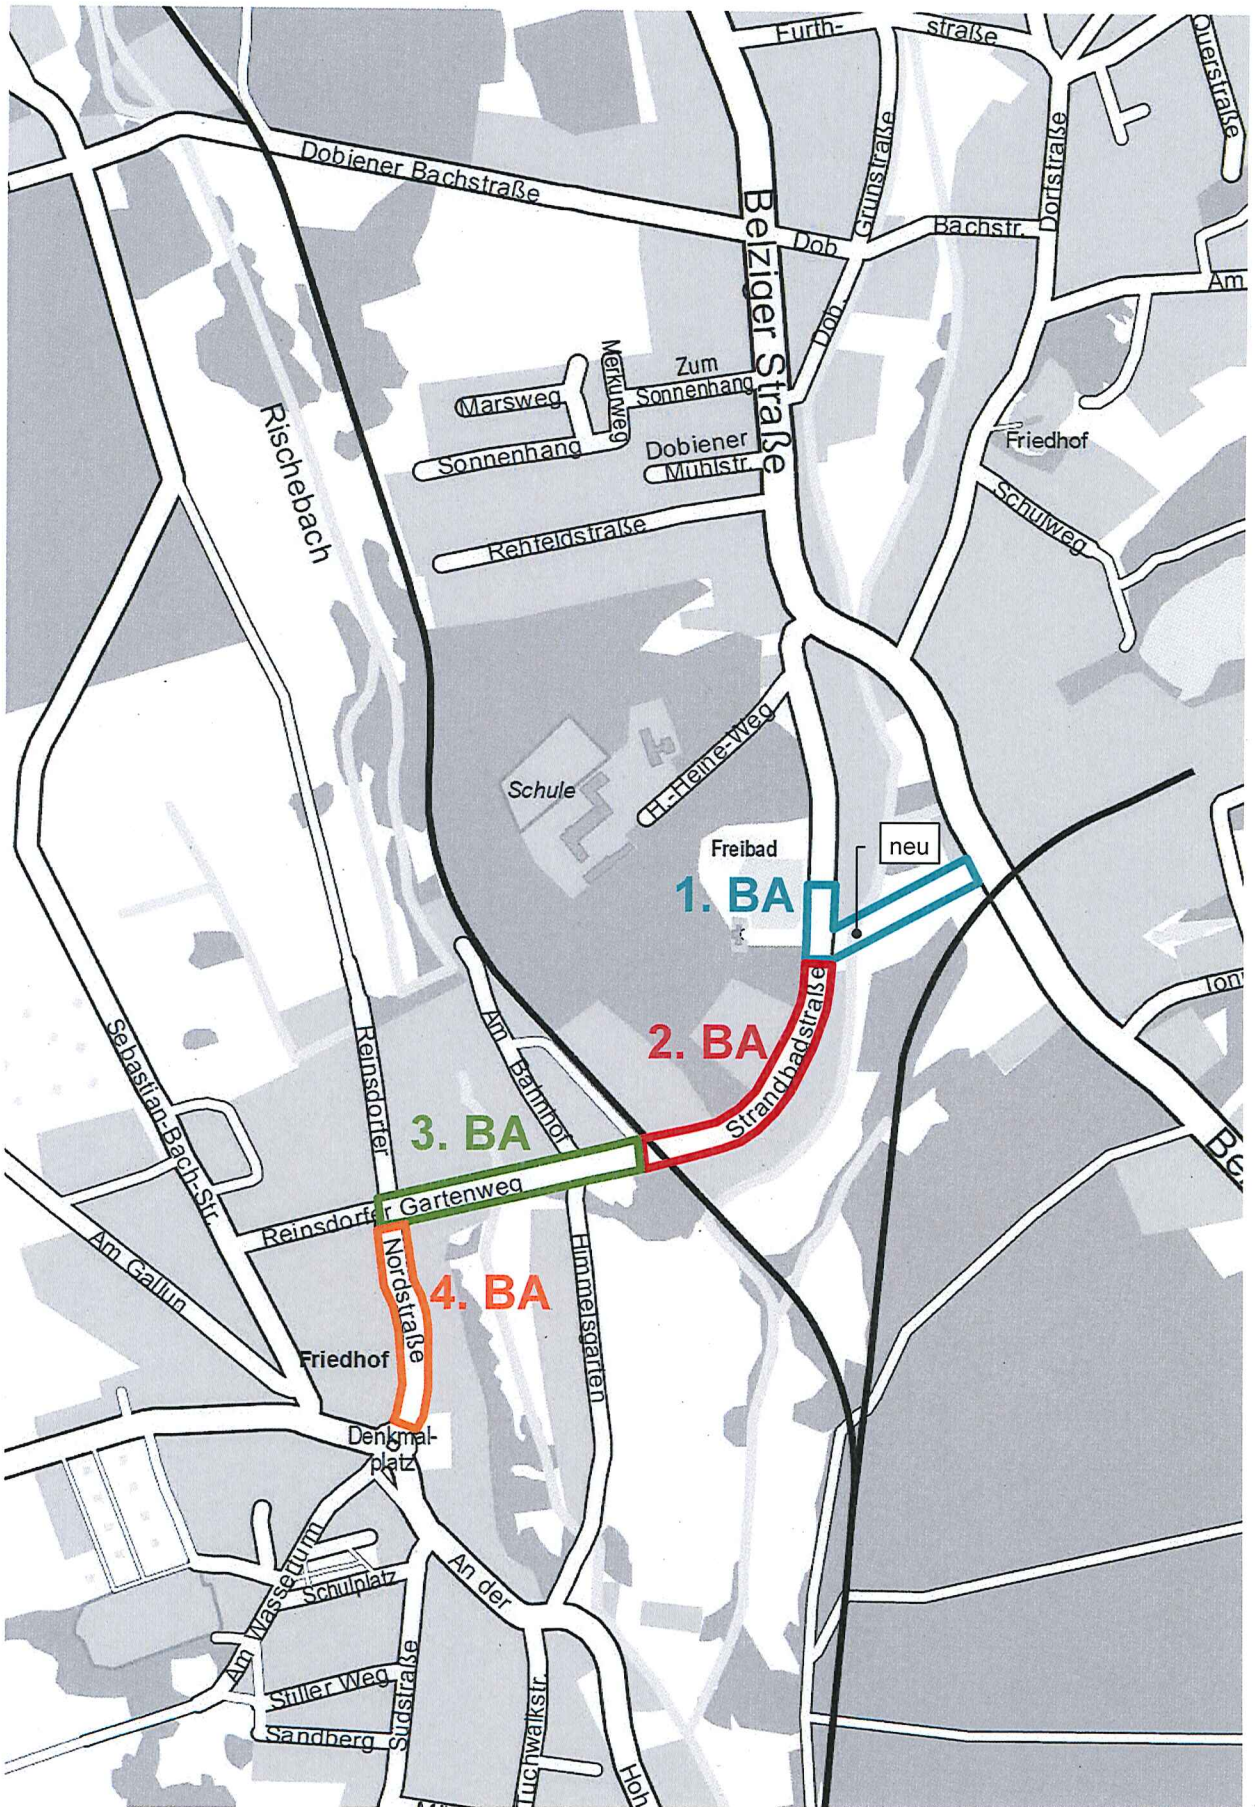 Furth-
straße
Querstraße
Dobiener Bachstraße
Grünstraße
Dorfstraße
Belziger Straße
Dob.
Bachstr.
Am
Dob.
Rischebach
Marsweg
Merkurweg
Zum
Sonnenhang
Sonnenhang
Dobiener
Mühlstr.
Friedhof
Schulweg
Rehfeldstraße
H.-Heine-Weg
Schule
Freibad
neu
1. BA
2. BA
Strandbadstraße
Sebastian-Bach-Str.
Reinsdorfer
Am Bahnhof
3. BA
Reinsdorfer Gartenweg
Am Gallun
Nordstraße
4. BA
Himmelsgarten
Friedhof
Denkmal-
platz
Am Wasserturm
Schulplatz
An der
Stiller Weg
Sandberg
Südstraße
Tuchwalkstr.
Hoh